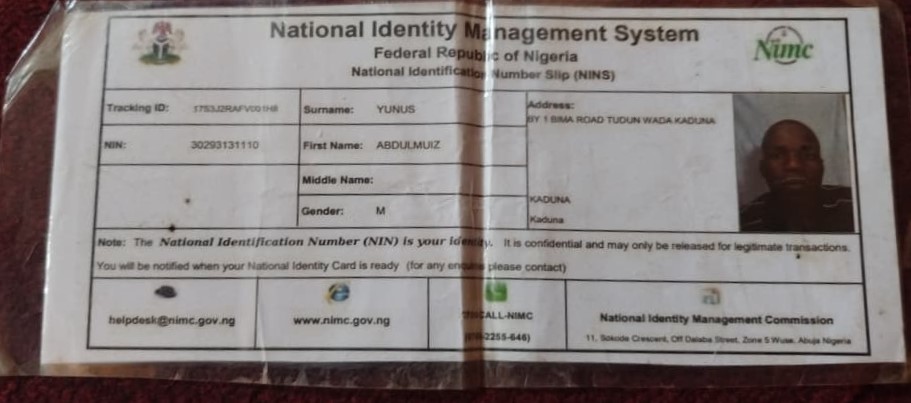 National Identity Management System
Federal Republic of Nigeria
National Identification Number Slip (NINS)
Nimc
Tracking ID:
Surname: YUNUS
Address:
BY 1 BIMA ROAD TUDUN WADA KADUNA
NIN: 30293131110
First Name: ABDULMUIZ
Middle Name:
KADUNA
Gender: M
Kaduna
Note: The National Identification Number (NIN) is your identity. It is confidential and may only be released for legitimate transactions.
You will be notified when your National Identity Card is ready (for any enquiries please contact)
helpdesk@nimc.gov.ng
www.nimc.gov.ng
CALL-NIMC
2255-646)
National Identity Management Commission
11, Sokode Crescent, Off Dalaba Street, Zone 5 Wuse, Abuja Nigeria